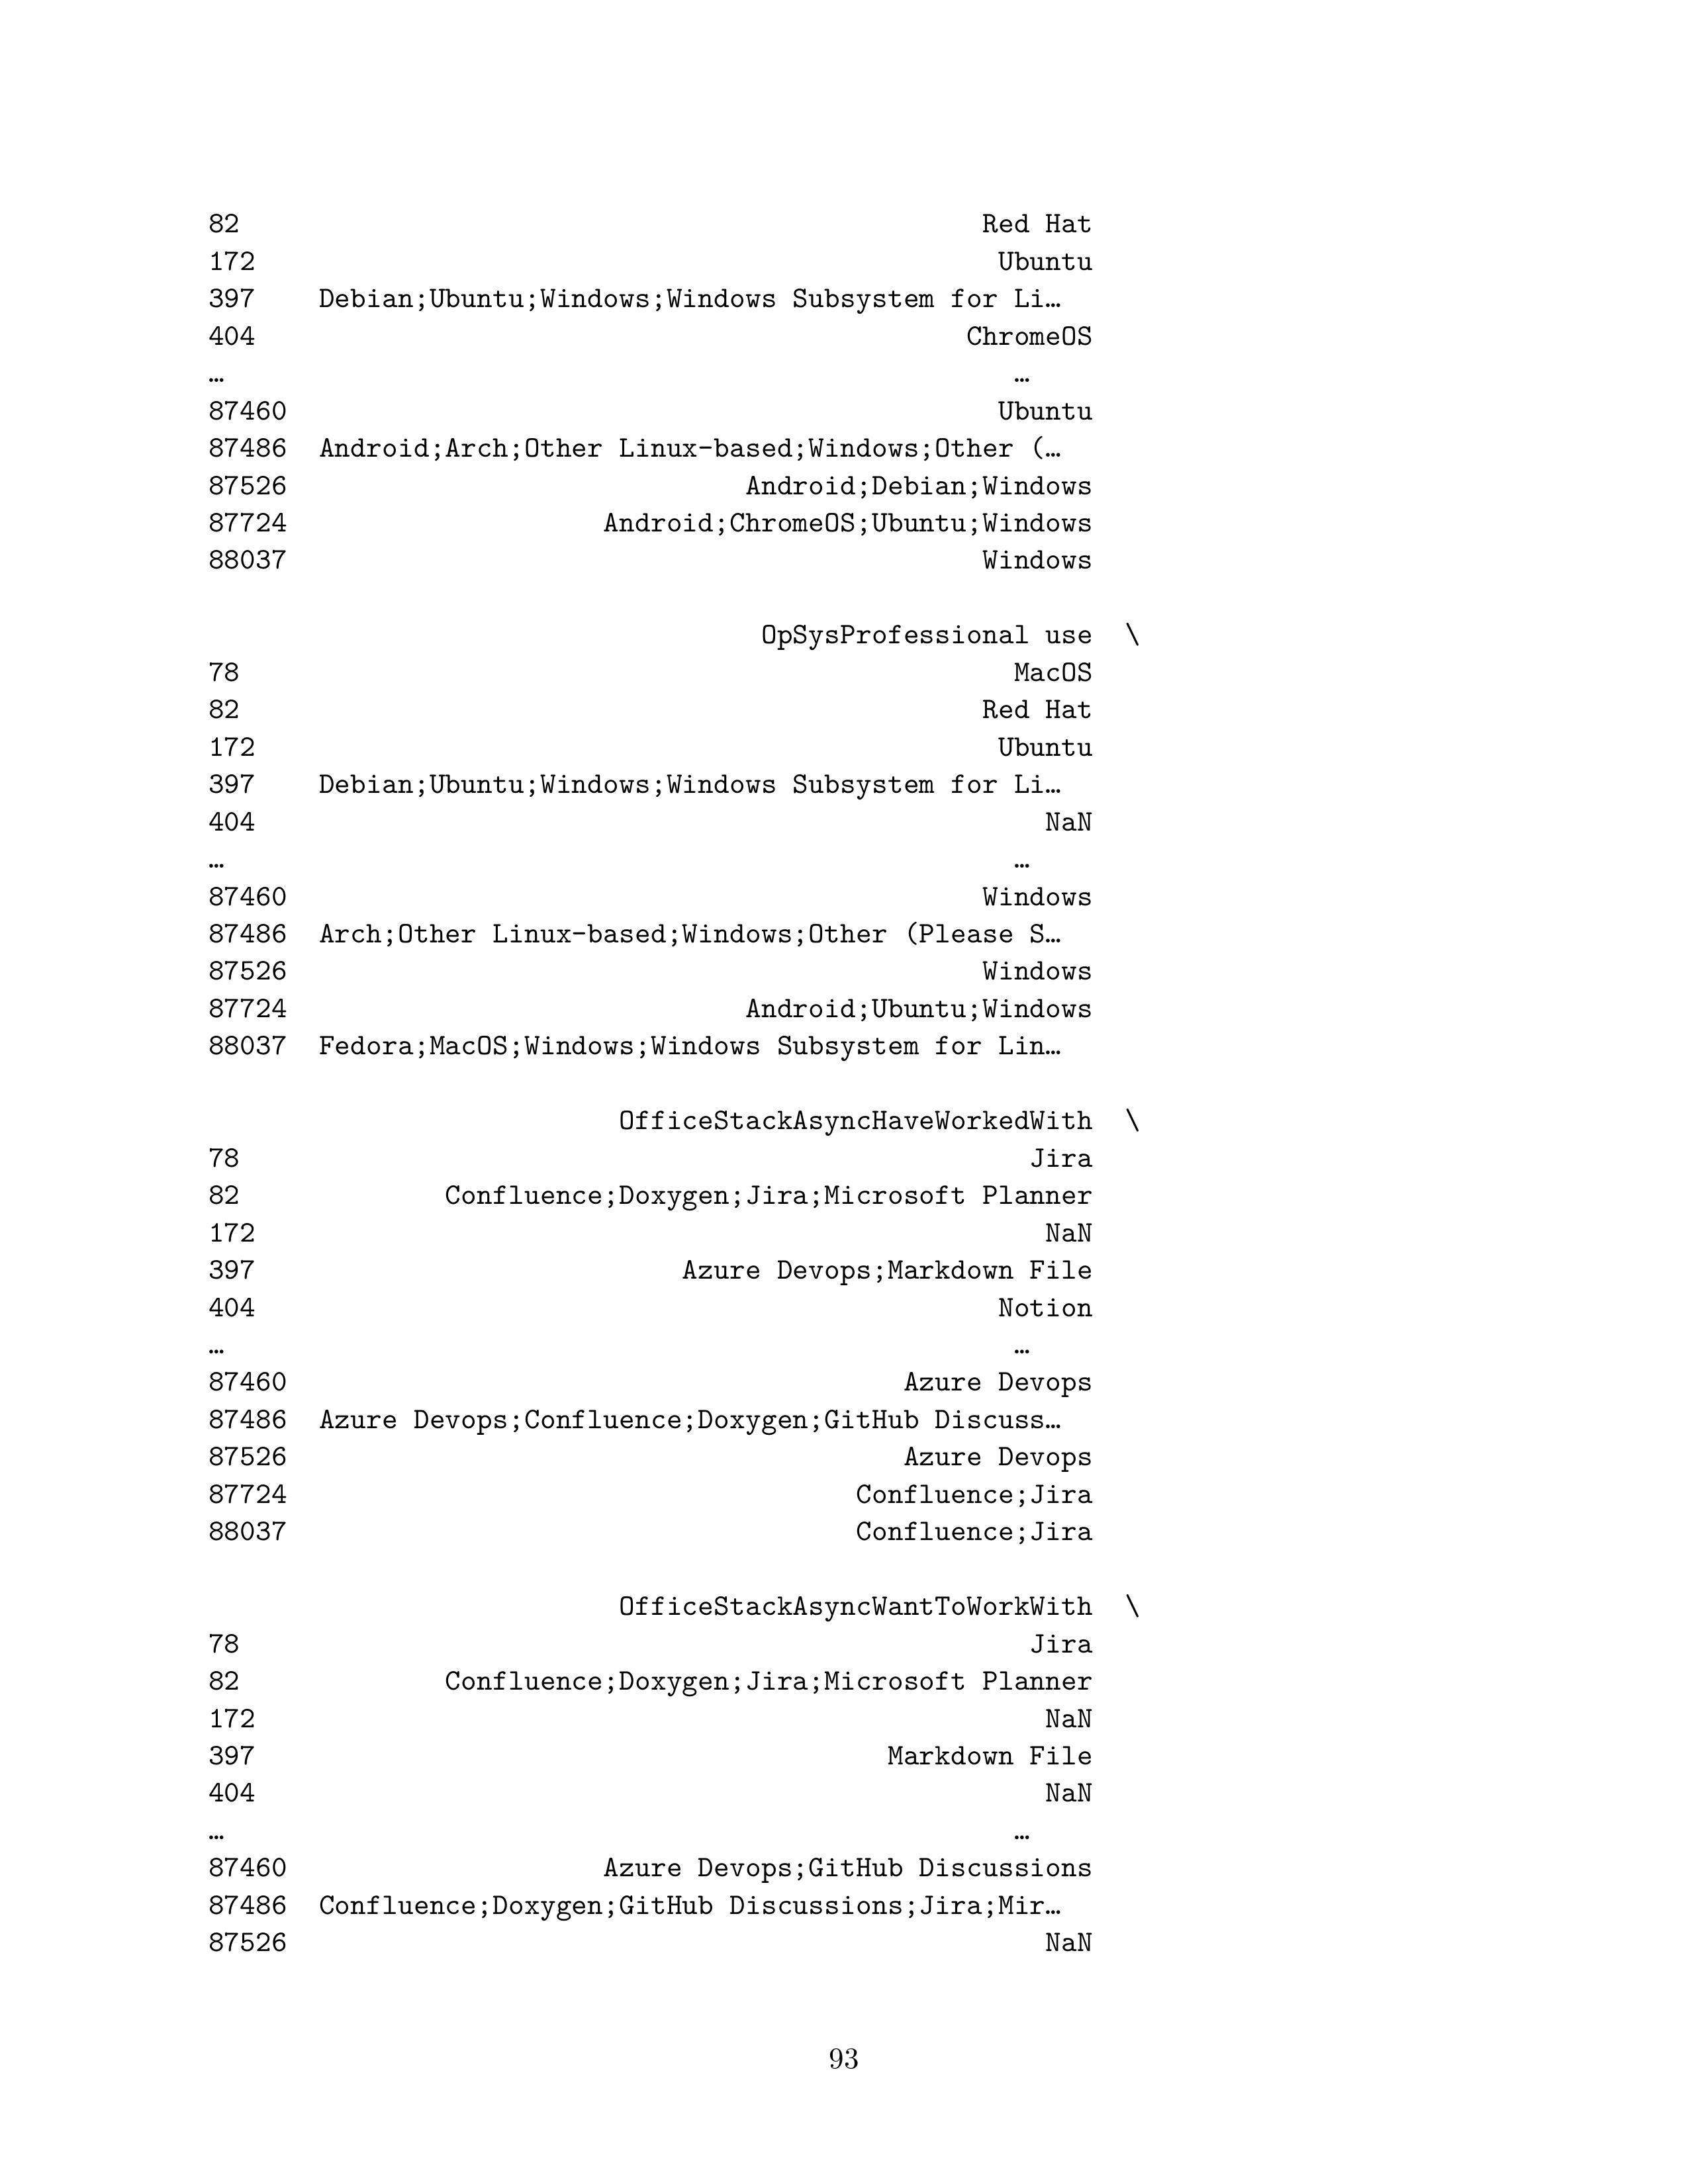 82 Red Hat
172 Ubuntu
397 Debian;Ubuntu;Windows;Windows Subsystem for Li…
404 ChromeOS
… …
87460 Ubuntu
87486 Android;Arch;Other Linux-based;Windows;Other (…
87526 Android;Debian;Windows
87724 Android;ChromeOS;Ubuntu;Windows
88037 Windows
OpSysProfessional use \
78 MacOS
82 Red Hat
172 Ubuntu
397 Debian;Ubuntu;Windows;Windows Subsystem for Li…
404 NaN
… …
87460 Windows
87486 Arch;Other Linux-based;Windows;Other (Please S…
87526 Windows
87724 Android;Ubuntu;Windows
88037 Fedora;MacOS;Windows;Windows Subsystem for Lin…
OfficeStackAsyncHaveWorkedWith \
78 Jira
82 Confluence;Doxygen;Jira;Microsoft Planner
172 NaN
397 Azure Devops;Markdown File
404 Notion
… …
87460 Azure Devops
87486 Azure Devops;Confluence;Doxygen;GitHub Discuss…
87526 Azure Devops
87724 Confluence;Jira
88037 Confluence;Jira
OfficeStackAsyncWantToWorkWith \
78 Jira
82 Confluence;Doxygen;Jira;Microsoft Planner
172 NaN
397 Markdown File
404 NaN
… …
87460 Azure Devops;GitHub Discussions
87486 Confluence;Doxygen;GitHub Discussions;Jira;Mir…
87526 NaN
93